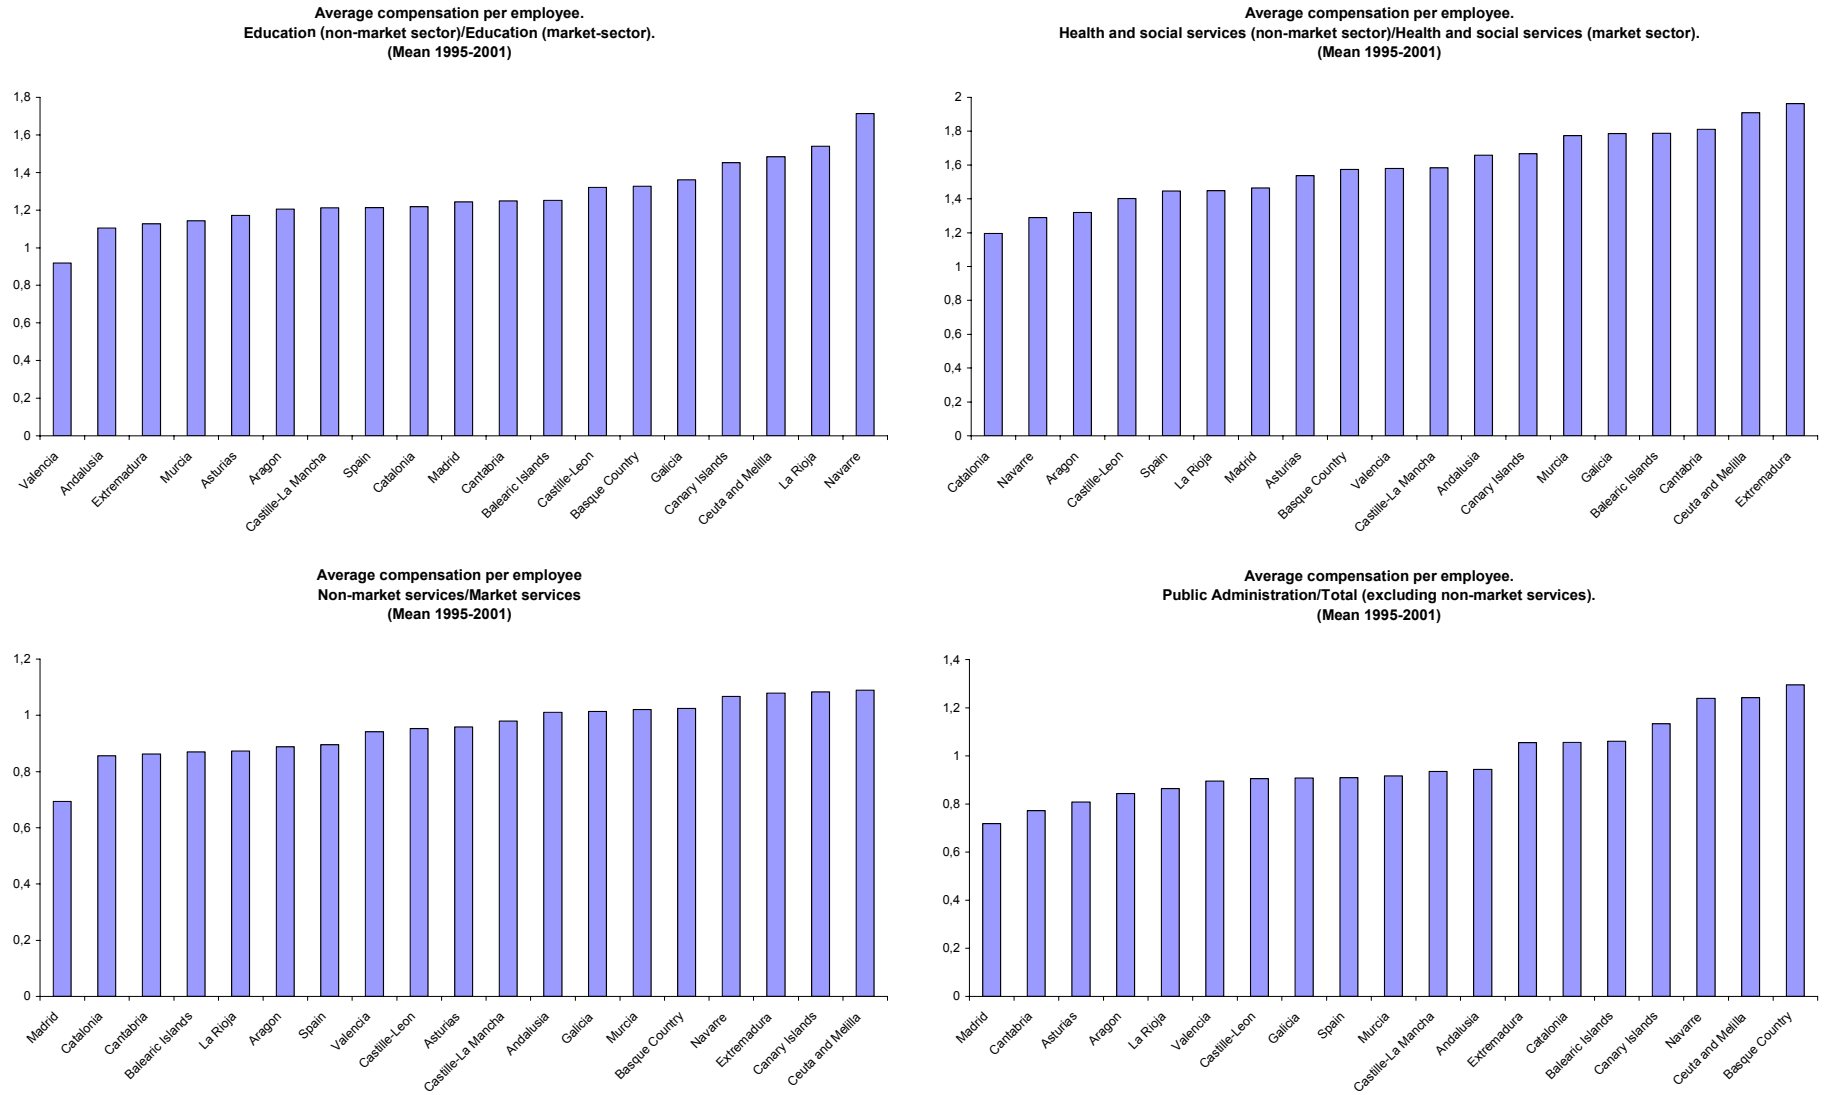 Average compensation per employee.
Education (non-market sector)/Education (market-sector).
(Mean 1995-2001)
1,8
1,6
1,4
1,2
1
0,8
0,6
0,4
0,2
0
Valencia
Andalusia
Extremadura
Murcia
Asturias
Aragon
Castille-La Mancha
Spain
Catalonia
Madrid
Cantabria
Balearic Islands
Castille-Leon
Basque Country
Galicia
Canary Islands
Ceuta and Melilla
La Rioja
Navarre
Average compensation per employee.
Health and social services (non-market sector)/Health and social services (market sector).
(Mean 1995-2001)
2
1,8
1,6
1,4
1,2
1
0,8
0,6
0,4
0,2
0
Catalonia
Navarre
Aragon
Castille-Leon
Spain
La Rioja
Madrid
Asturias
Basque Country
Valencia
Castille-La Mancha
Andalusia
Canary Islands
Murcia
Galicia
Balearic Islands
Cantabria
Ceuta and Melilla
Extremadura
Average compensation per employee
Non-market services/Market services
(Mean 1995-2001)
1,2
1
0,8
0,6
0,4
0,2
0
Madrid
Catalonia
Cantabria
Balearic Islands
La Rioja
Aragon
Spain
Valencia
Castille-Leon
Asturias
Castille-La Mancha
Andalusia
Galicia
Murcia
Basque Country
Navarre
Extremadura
Canary Islands
Ceuta and Melilla
Average compensation per employee.
Public Administration/Total (excluding non-market services).
(Mean 1995-2001)
1,4
1,2
1
0,8
0,6
0,4
0,2
0
Madrid
Cantabria
Asturias
Aragon
La Rioja
Valencia
Castille-Leon
Galicia
Spain
Murcia
Castille-La Mancha
Andalusia
Extremadura
Catalonia
Balearic Islands
Canary Islands
Navarre
Ceuta and Melilla
Basque Country